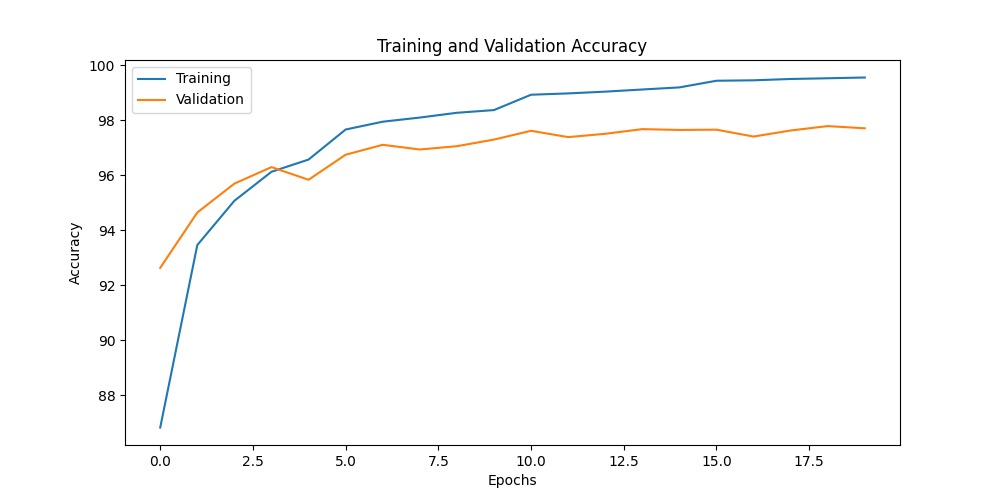 Training and Validation Accuracy
Training
Validation
100
98
96
94
92
90
88
Accuracy
0.0 2.5 5.0 7.5 10.0 12.5 15.0 17.5
Epochs